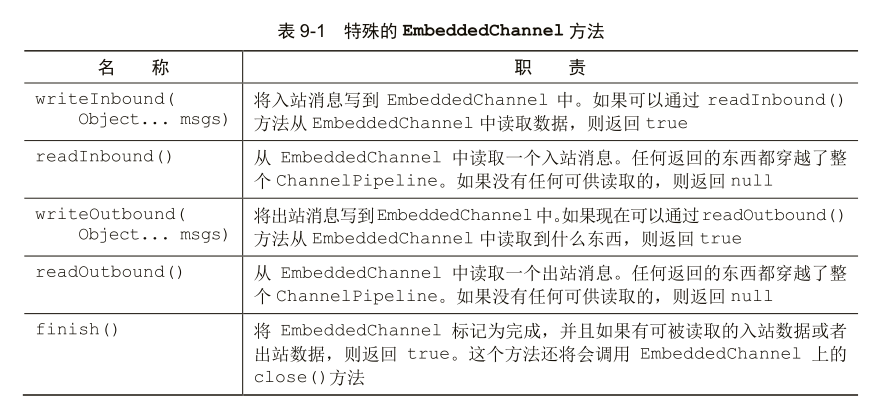 表 9-1 特殊的 EmbeddedChannel 方法
名 称
职 责
writeInbound(
Object... msgs)
将入站消息写到 EmbeddedChannel 中。如果可以通过 readInbound()
方法从 EmbeddedChannel 中读取数据，则返回 true
readInbound()
从 EmbeddedChannel 中读取一个入站消息。任何返回的东西都穿越了整
个 ChannelPipeline。如果没有任何可供读取的，则返回 null
writeOutbound(
Object... msgs)
将出站消息写到EmbeddedChannel中。如果现在可以通过readOutbound()
方法从 EmbeddedChannel 中读取到什么东西，则返回 true
readOutbound()
从 EmbeddedChannel 中读取一个出站消息。任何返回的东西都穿越了整
个 ChannelPipeline。如果没有任何可供读取的，则返回 null
finish()
将 EmbeddedChannel 标记为完成，并且如果有可被读取的入站数据或者
出站数据，则返回 true。这个方法还将会调用 EmbeddedChannel 上的
close()方法